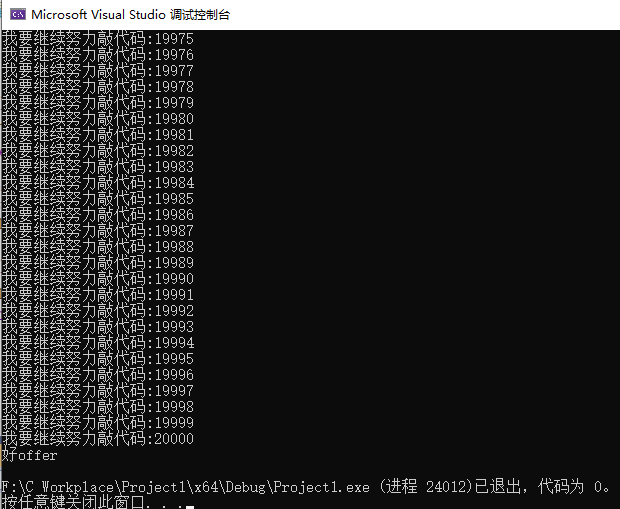 Microsoft Visual Studio 调试控制台
我要继续努力敲代码:19975
我要继续努力敲代码:19976
我要继续努力敲代码:19977
我要继续努力敲代码:19978
我要继续努力敲代码:19979
我要继续努力敲代码:19980
我要继续努力敲代码:19981
我要继续努力敲代码:19982
我要继续努力敲代码:19983
我要继续努力敲代码:19984
我要继续努力敲代码:19985
我要继续努力敲代码:19986
我要继续努力敲代码:19987
我要继续努力敲代码:19988
我要继续努力敲代码:19989
我要继续努力敲代码:19990
我要继续努力敲代码:19991
我要继续努力敲代码:19992
我要继续努力敲代码:19993
我要继续努力敲代码:19994
我要继续努力敲代码:19995
我要继续努力敲代码:19996
我要继续努力敲代码:19997
我要继续努力敲代码:19998
我要继续努力敲代码:19999
我要继续努力敲代码:20000
好offer
F:\C Workplace\Project1\x64\Debug\Project1.exe (进程 24012)已退出，代码为 0。
按任意键关闭此窗口. . .